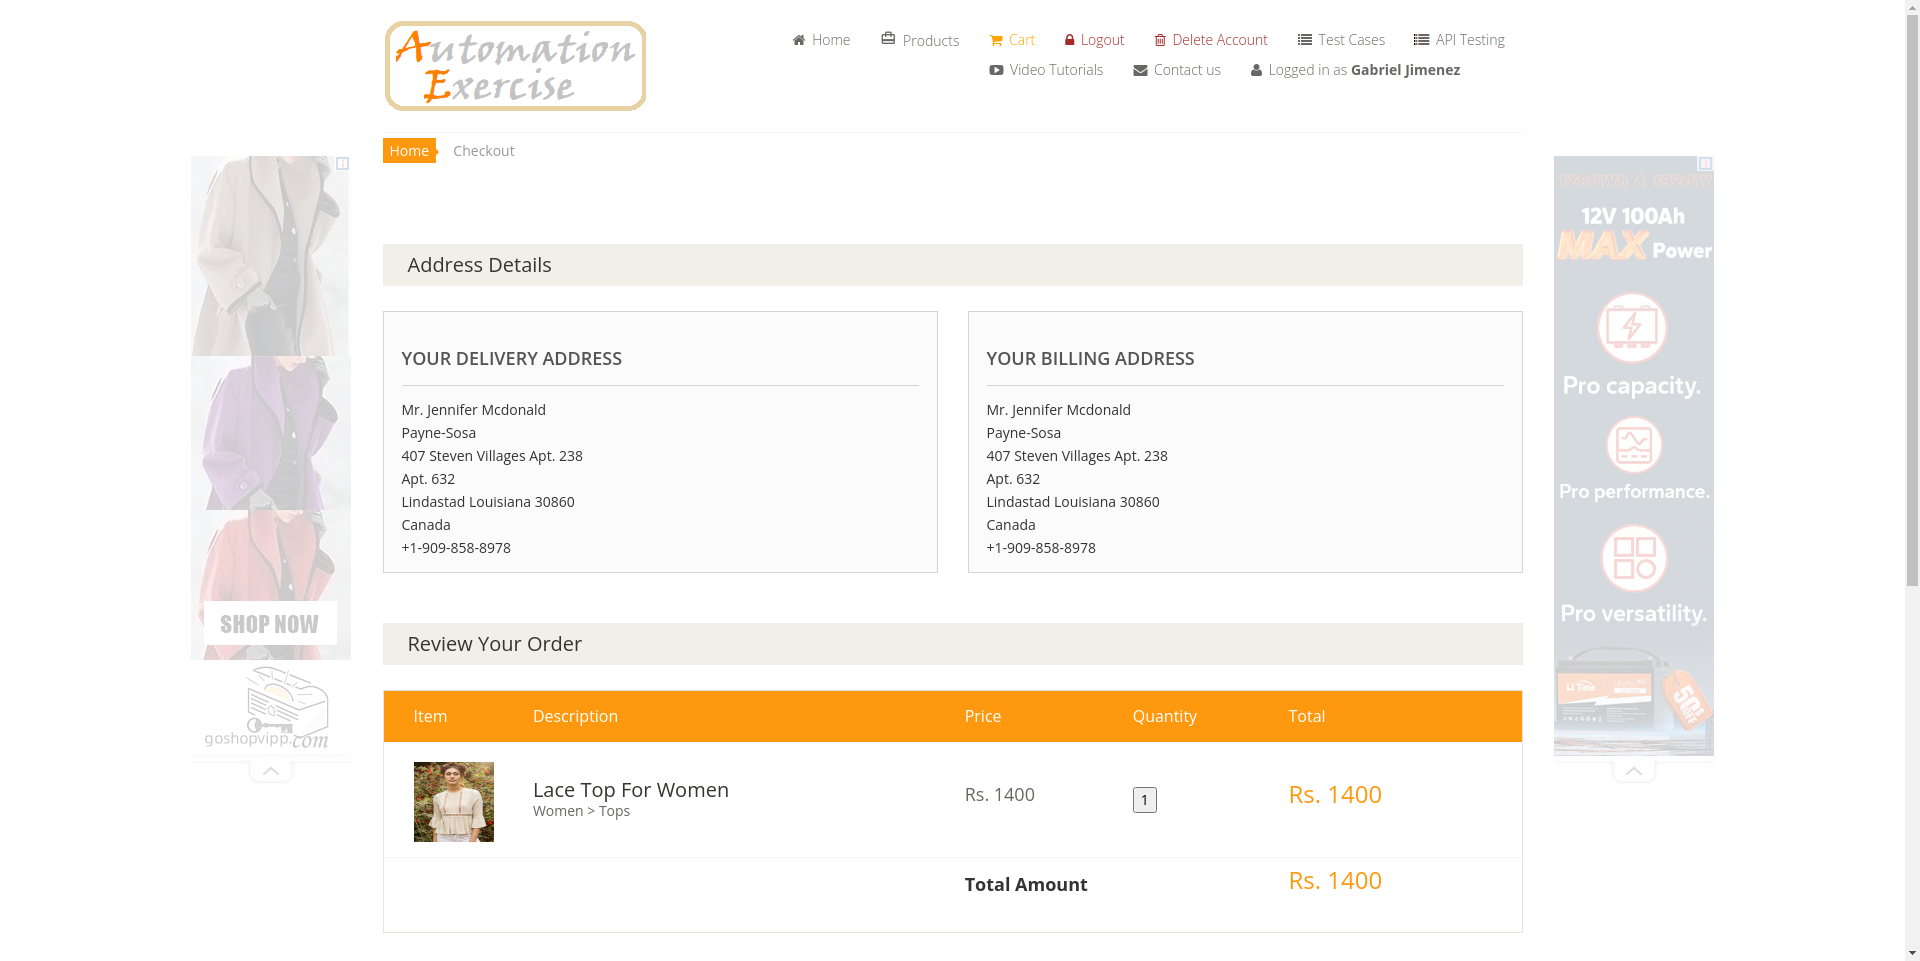 Automation
Exercise
Home
Products
Cart
Logout
Delete Account
Test Cases
API Testing
Video Tutorials
Contact us
Logged in as Gabriel Jimenez
Home
Checkout
Address Details
YOUR DELIVERY ADDRESS
Mr. Jennifer Mcdonald
Payne-Sosa
407 Steven Villages Apt. 238
Apt. 632
Lindastad Louisiana 30860
Canada
+1-909-858-8978
YOUR BILLING ADDRESS
Mr. Jennifer Mcdonald
Payne-Sosa
407 Steven Villages Apt. 238
Apt. 632
Lindastad Louisiana 30860
Canada
+1-909-858-8978
Review Your Order
Item Description Price Quantity Total
Lace Top For Women
Women > Tops
Rs. 1400
1
Rs. 1400
Total Amount
Rs. 1400
SHOP NOW
goshopvipp.com
12V 100Ah
MAX Power
Pro capacity.
Pro performance.
Pro versatility.
Li Time
50%
OFF